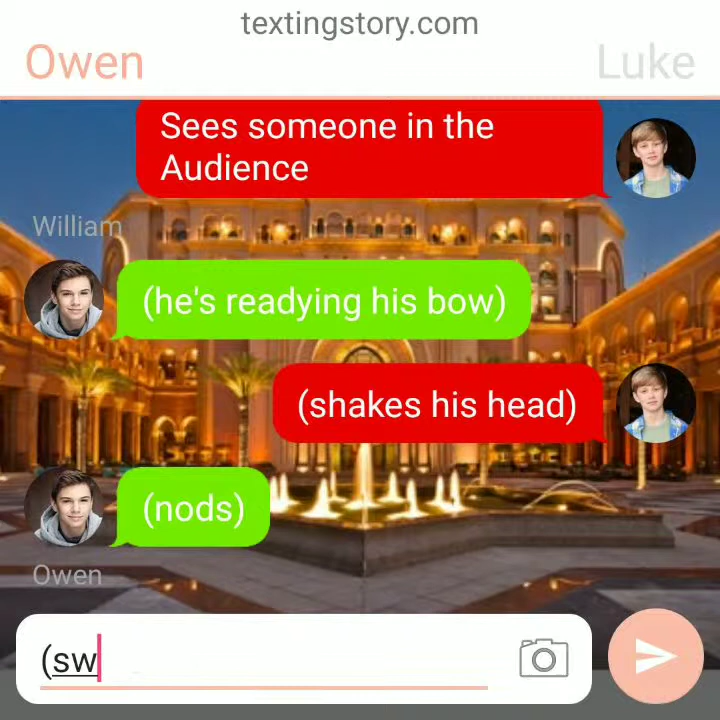 textingstory.com
Owen
Luke
Sees someone in the
Audience
William
(he's readying his bow)
(shakes his head)
(nods)
Owen
(sw